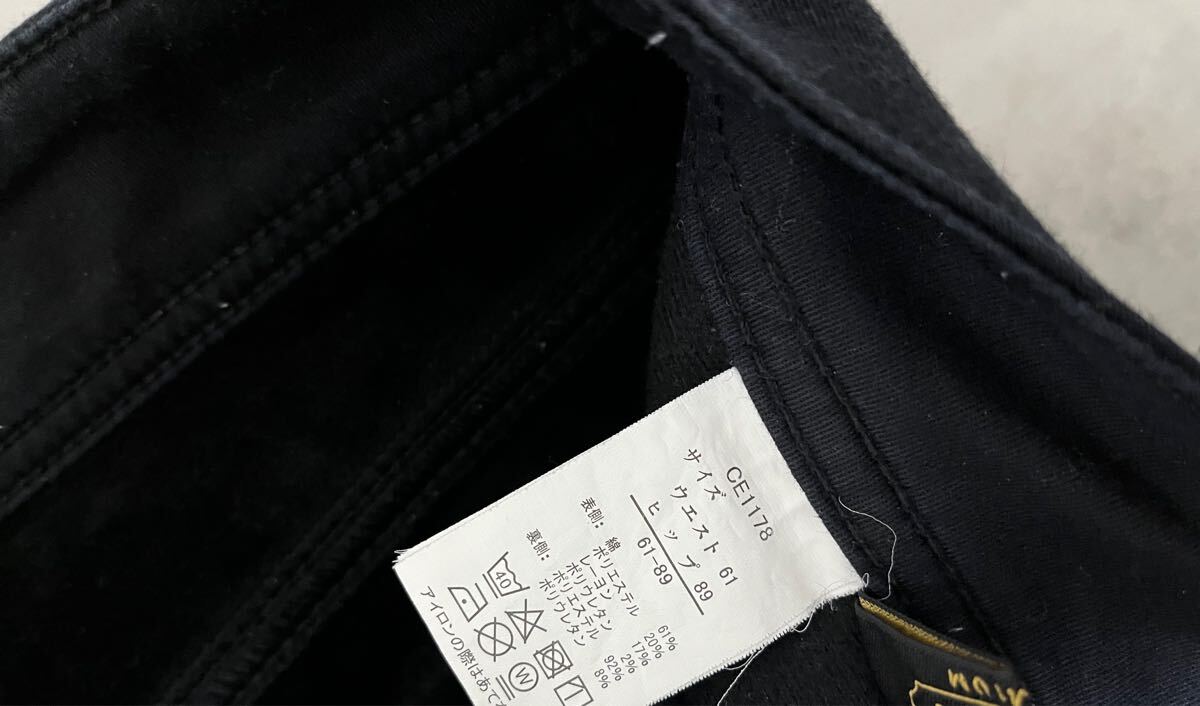 CE1178
サイズ
ウエスト 61
ヒップ 89
61-89
表側: 綿 61%
ポリエステル 20%
レーヨン 17%
ポリウレタン 2%
裏側: ポリエステル 92%
ポリウレタン 8%
40
W
アイロンの際はあて